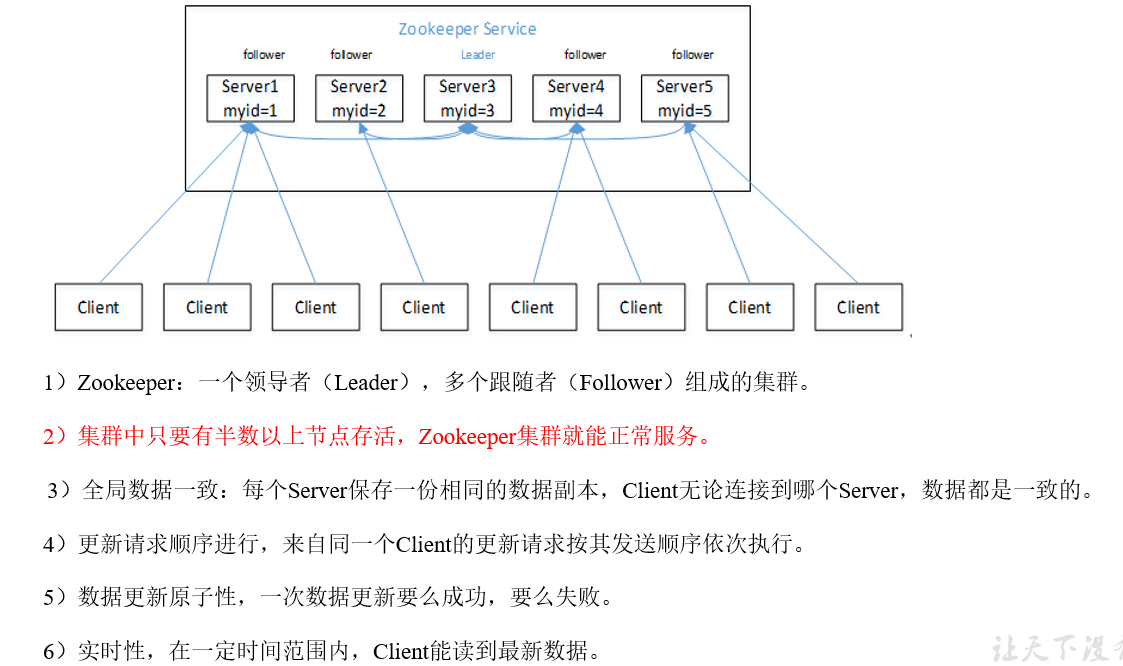 Zookeeper Service
follower follower Leader follower follower
Server1 Server2 Server3 Server4 Server5
myid=1 myid=2 myid=3 myid=4 myid=5
Client Client Client Client Client Client Client Client
1）Zookeeper：一个领导者（Leader），多个跟随者（Follower）组成的集群。
2）集群中只要有半数以上节点存活，Zookeeper集群就能正常服务。
3）全局数据一致：每个Server保存一份相同的数据副本，Client无论连接到哪个Server，数据都是一致的。
4）更新请求顺序进行，来自同一个Client的更新请求按其发送顺序依次执行。
5）数据更新原子性，一次数据更新要么成功，要么失败。
6）实时性，在一定时间范围内，Client能读到最新数据。
让天下没